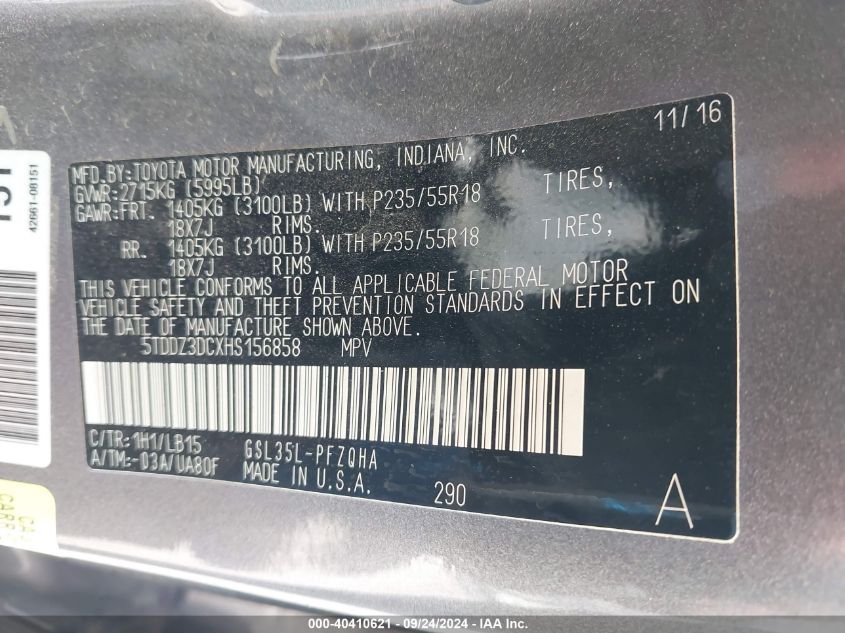 11/16
MFD.BY:TOYOTA MOTOR MANUFACTURING, INDIANA, INC.
GVWR:2715KG (5995LB)
GAWR:FRT. 1405KG (3100LB) WITH P235/55R18 TIRES,
18X7J RIMS.
RR. 1405KG (3100LB) WITH P235/55R18 TIRES,
18X7J RIMS.
THIS VEHICLE CONFORMS TO ALL APPLICABLE FEDERAL MOTOR
VEHICLE SAFETY AND THEFT PREVENTION STANDARDS IN EFFECT ON
THE DATE OF MANUFACTURE SHOWN ABOVE.
5TDDZ3DCXHS156858 MPV
C/TR:1H1/LB15 GSL35L-PFZQHA
A/TM:-03A/UA80F MADE IN U.S.A.
290 A
42661-08151
000-40410621 - 09/24/2024 - IAA Inc.